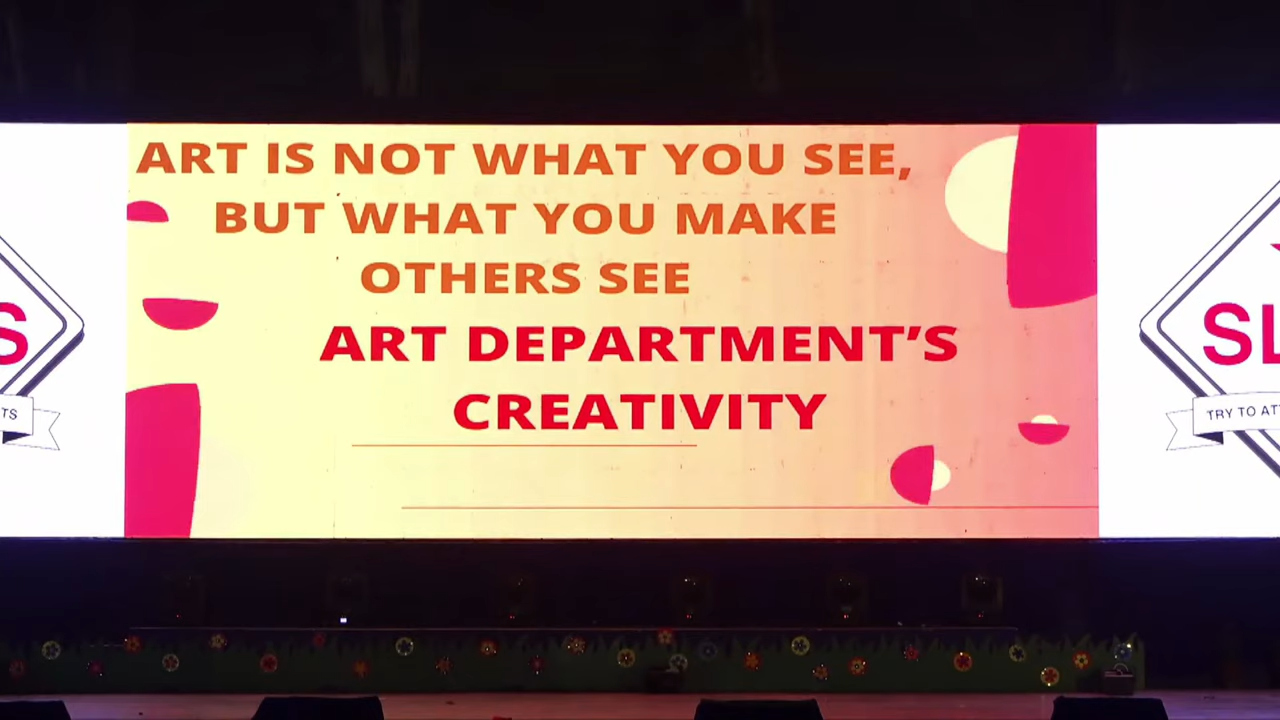 ART IS NOT WHAT YOU SEE,
BUT WHAT YOU MAKE
OTHERS SEE
ART DEPARTMENT'S
CREATIVITY
S
TS
SL
TRY TO AT